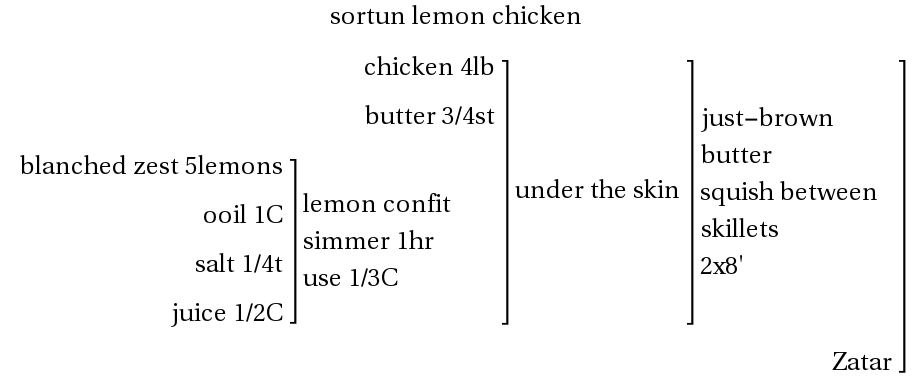 sortun lemon chicken
chicken 4lb
butter 3/4st
blanched zest 5lemons
ooil 1C
salt 1/4t
juice 1/2C
lemon confit
simmer 1hr
use 1/3C
under the skin
just–brown
butter
squish between
skillets
2x8'
Zatar